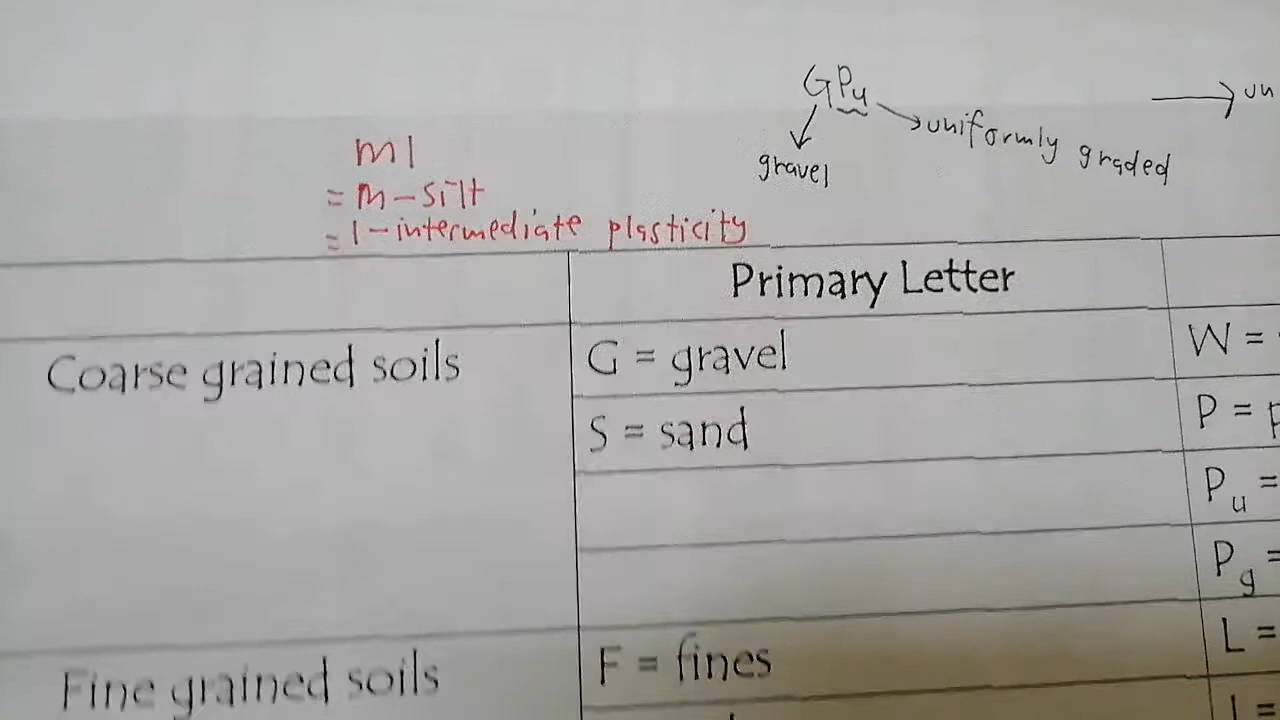 GPu
un
uniformly graded
gravel
mI
= m-silt
= I-intermediate plasticity
Primary Letter
Coarse grained soils
G = gravel
W =
S = sand
P =
Pu =
Pg =
Fine grained soils
F = fines
L =
I =